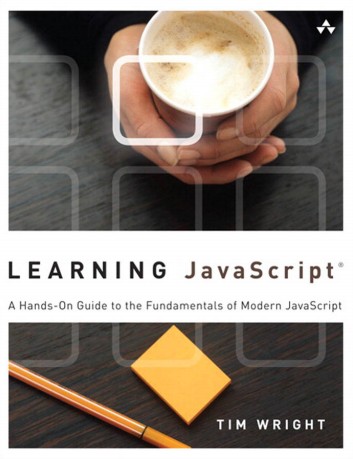 LEARNING JavaScript®
A Hands-On Guide to the Fundamentals of Modern JavaScript
TIM WRIGHT